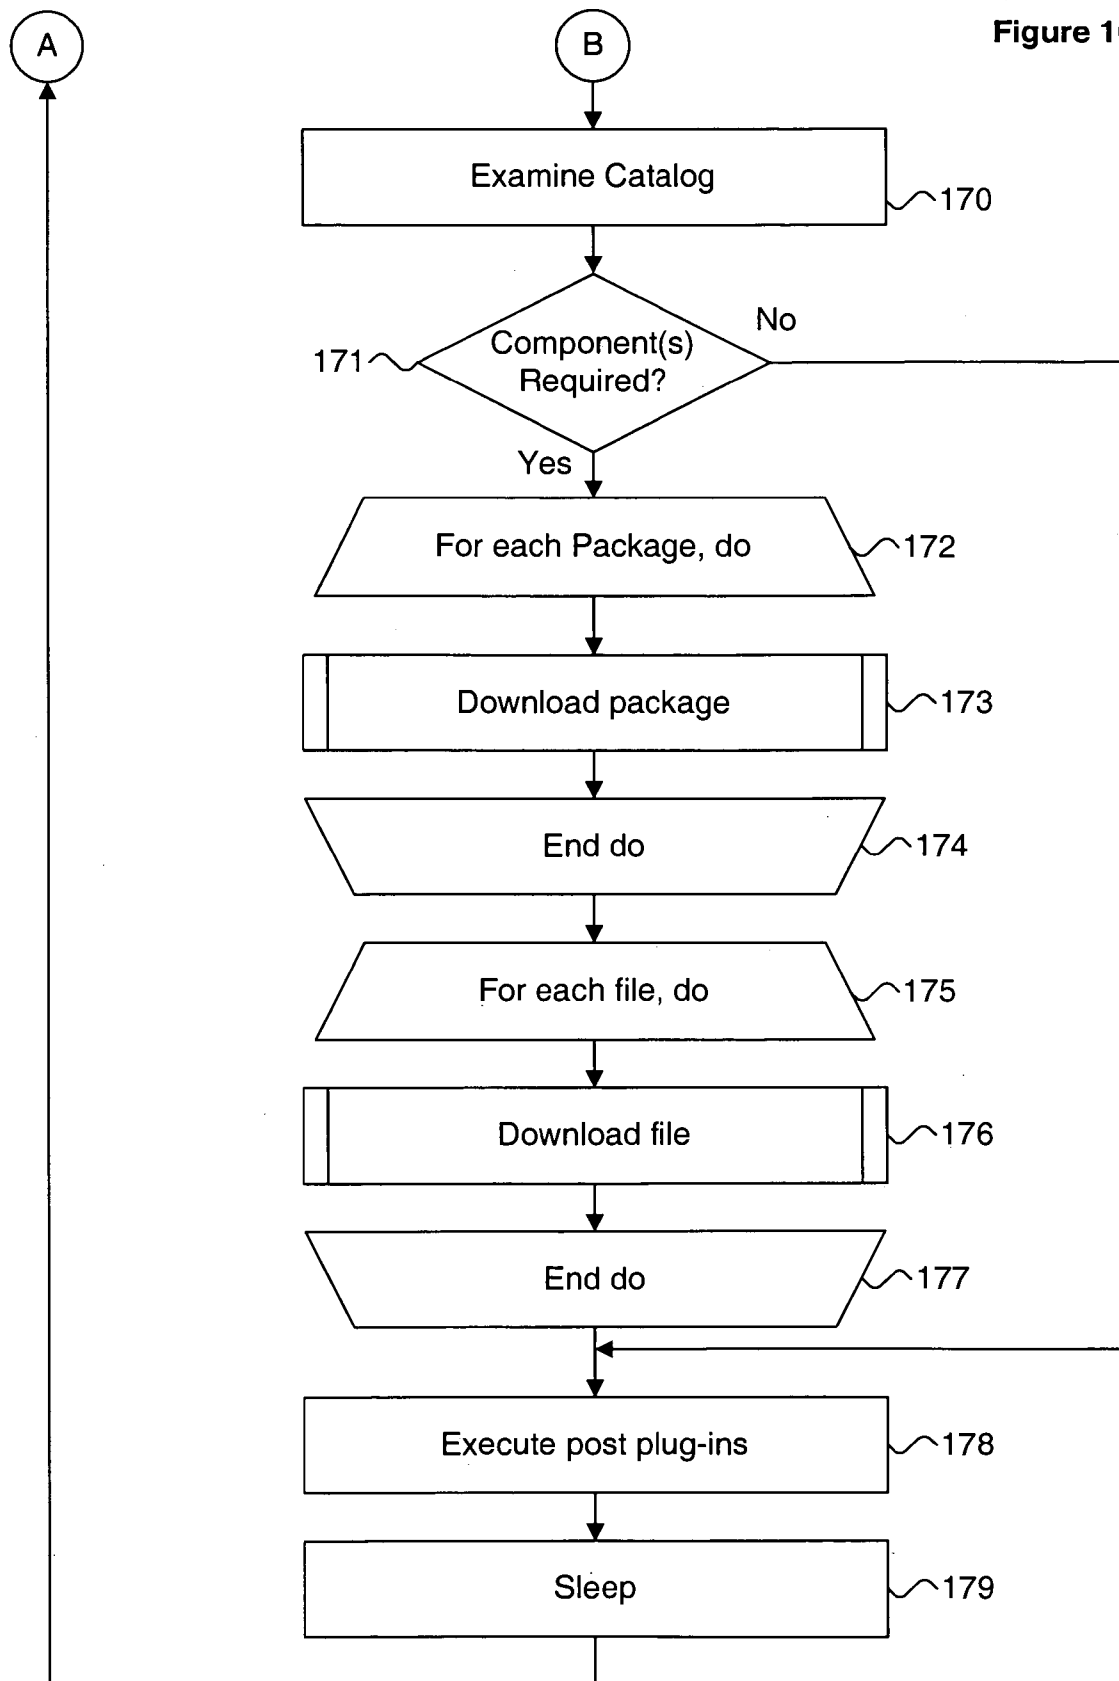 A
B
Figure 1
Examine Catalog
170
No
171
Component(s)
Required?
Yes
For each Package, do
172
Download package
173
End do
174
For each file, do
175
Download file
176
End do
177
Execute post plug-ins
178
Sleep
179